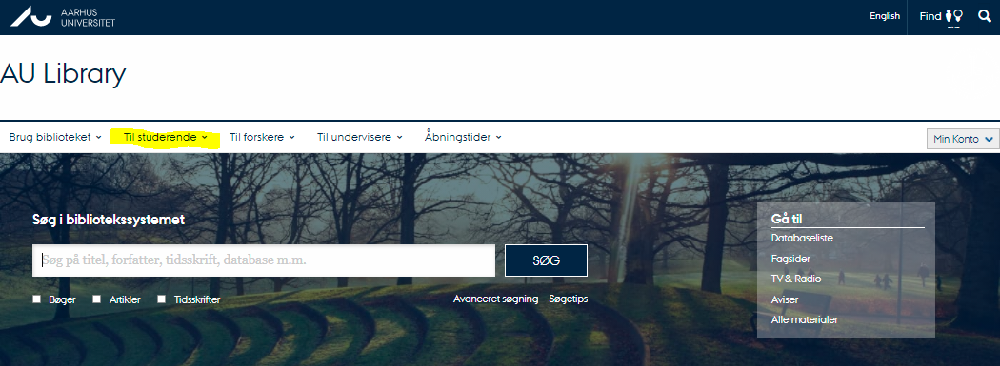 AARHUS
UNIVERSITET
English
Find
AU Library
Brug biblioteket
Til studerende
Til forskere
Til undervisere
Åbningstider
Min Konto
Søg i bibliotekssystemet
Søg på titel, forfatter, tidsskrift, database m.m.
SØG
Bøger
Artikler
Tidsskrifter
Avanceret søgning
Søgetips
Gå til
Databaseliste
Fagsider
TV & Radio
Aviser
Alle materialer